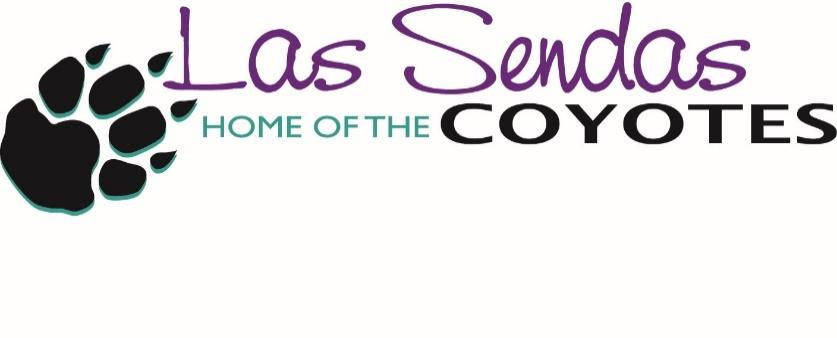 Las Sendas
HOME OF THE COYOTES